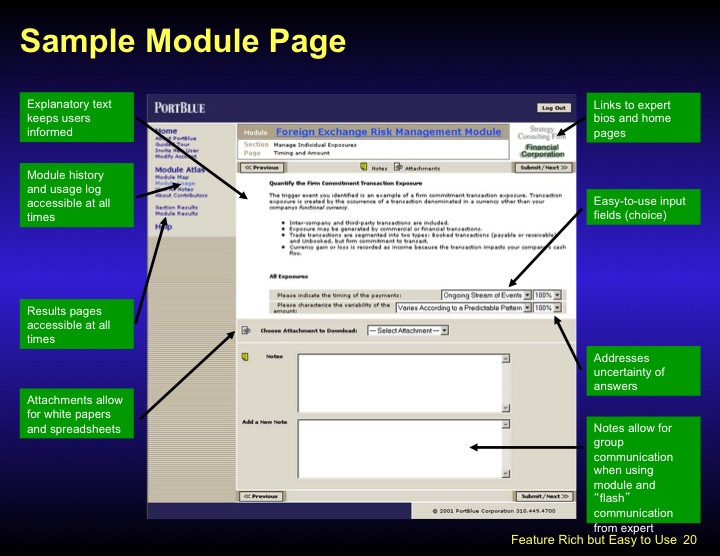 Sample Module Page
Explanatory text
keeps users
informed
Module history
and usage log
accessible at all
times
Results pages
accessible at all
times
Attachments allow
for white papers
and spreadsheets
PORTBLUE
Log Out
Home
About PortBlue
Guided Tour
Invite New User
Modify Account
Module Atlas
Module Map
Module Usage
Notes
About Contributors
Section Results
Module Results
Help
Module Foreign Exchange Risk Management Module
Section Manage Individual Exposures
Page Timing and Amount
Strategy
Consulting Firm
Financial
Corporation
<< Previous
Notes
Attachments
Submit/Next >>
Quantify the Firm Commitment Transaction Exposure
The trigger event you identified is an example of a firm commitment transaction exposure. Transaction
exposure is created by the occurrence of a transaction denominated in a currency other than your
companys functional currency.
• Inter-company and third-party transactions are included.
• Exposure may be generated by commercial or financial transactions.
• Trade transactions are segmented into two types: Booked transactions (payable or receivable)
and Unbooked, but firm commitment to transact.
• Currency gain or loss is recorded as income because the transaction impacts your company's cash
flow.
All Exposures
Please indicate the timing of the payments: Ongoing Stream of Events 100%
Please characterize the variability of the
amount: Varies According to a Predictable Pattern 100%
Choose Attachment to Download: -- Select Attachment --
Notes
Add a New Note
<< Previous
Submit/Next >>
© 2001 PortBlue Corporation 310.449.4700
Links to expert
bios and home
pages
Easy-to-use input
fields (choice)
Addresses
uncertainty of
answers
Notes allow for
group
communication
when using
module and
“flash”
communication
from expert
Feature Rich but Easy to Use 20